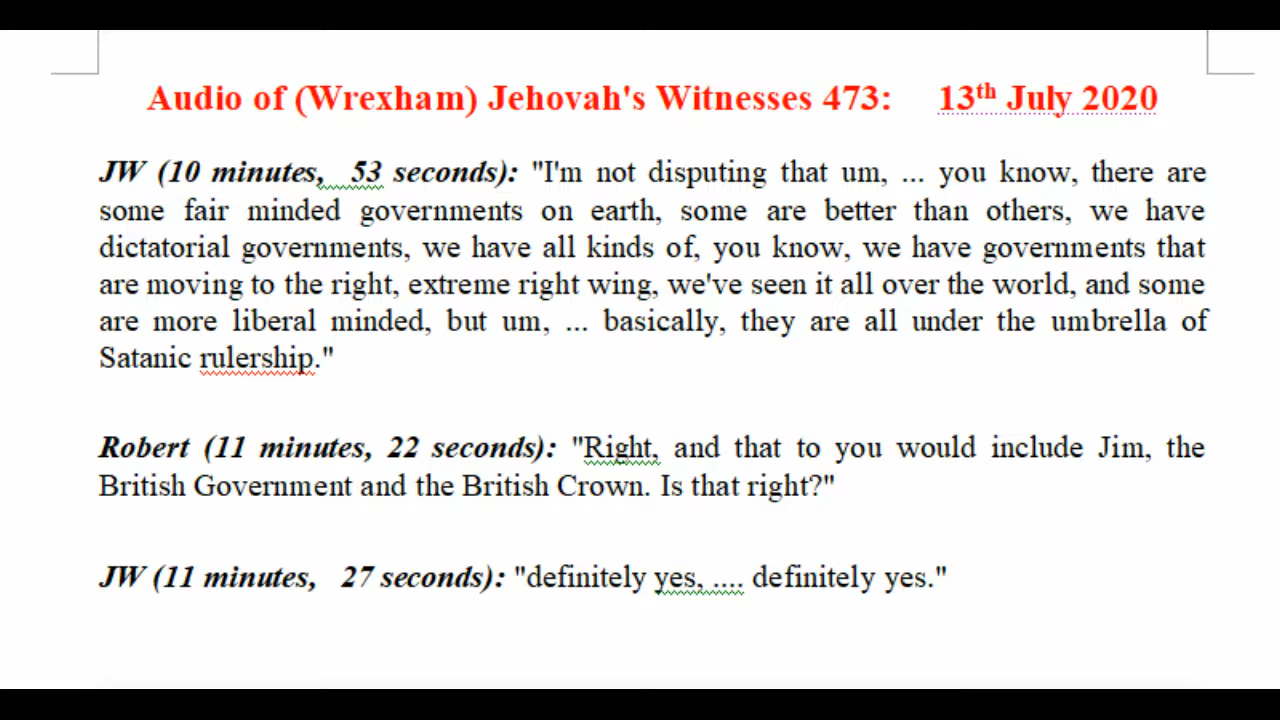 Audio of (Wrexham) Jehovah's Witnesses 473: 13th July 2020
JW (10 minutes, 53 seconds): "I'm not disputing that um, ... you know, there are
some fair minded governments on earth, some are better than others, we have
dictatorial governments, we have all kinds of, you know, we have governments that
are moving to the right, extreme right wing, we've seen it all over the world, and some
are more liberal minded, but um, ... basically, they are all under the umbrella of
Satanic rulership."
Robert (11 minutes, 22 seconds): "Right, and that to you would include Jim, the
British Government and the British Crown. Is that right?"
JW (11 minutes, 27 seconds): "definitely yes, .... definitely yes."